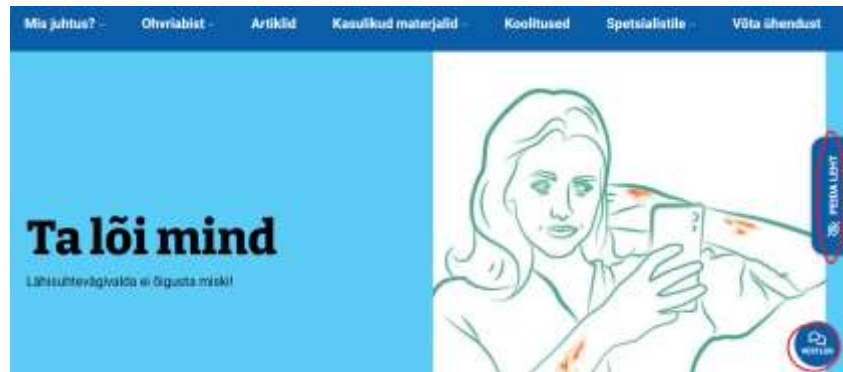 Mis juhtus?
Ohvriabist
Artiklid
Kasulikud materjalid
Koolitused
Spetsialistile
Võta ühendust
PEIDA LEHT
Ta lõi mind
Lähisuhtevägivalda ei õigusta miski!
VESTLUS